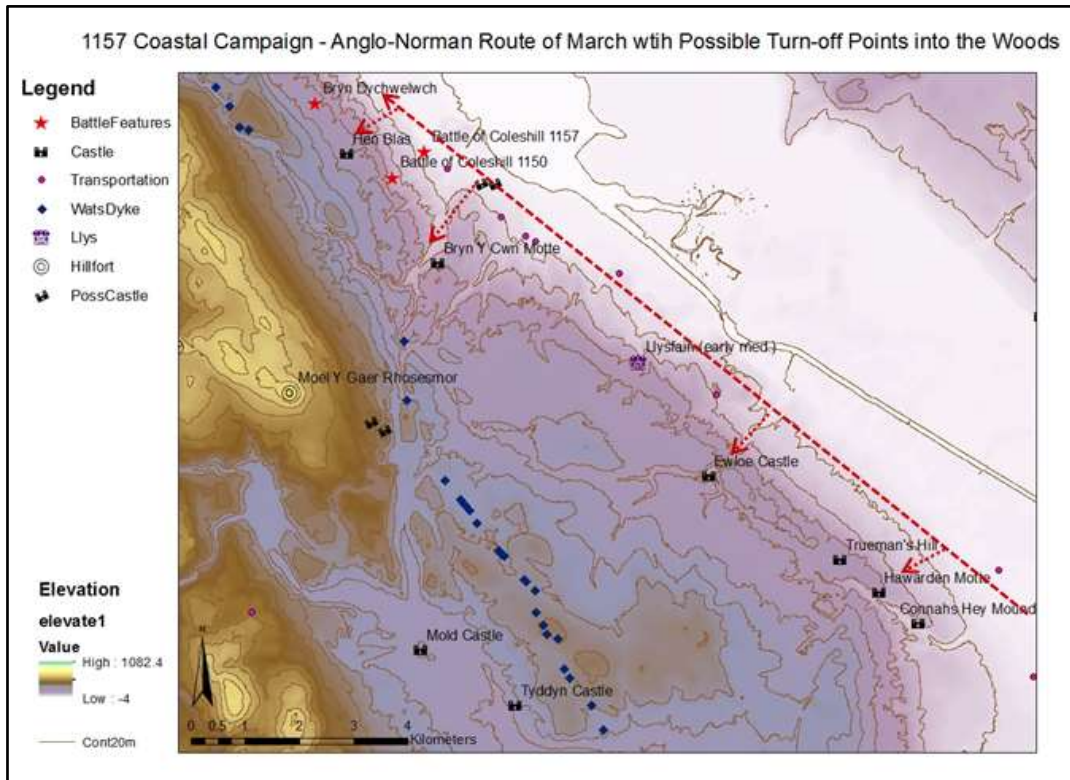 1157 Coastal Campaign - Anglo-Norman Route of March wtih Possible Turn-off Points into the Woods
Legend
BattleFeatures
Castle
Transportation
WatsDyke
Llys
Hillfort
PossCastle
Elevation
elevate1
Value
High : 1082.4
Low : -4
Cont20m
Bryn Dychwelwch
Hen Blas
Battle of Coleshill 1157
Battle of Coleshill 1150
Bryn Y Cwn Motte
Llysfain (early med.)
Moel Y Gaer Rhosesmor
Ewloe Castle
Trueman's Hill
Hawarden Motte
Connahs Hey Mound
Mold Castle
Tyddyn Castle
N
0 0.5 1 2 3 4
Kilometers